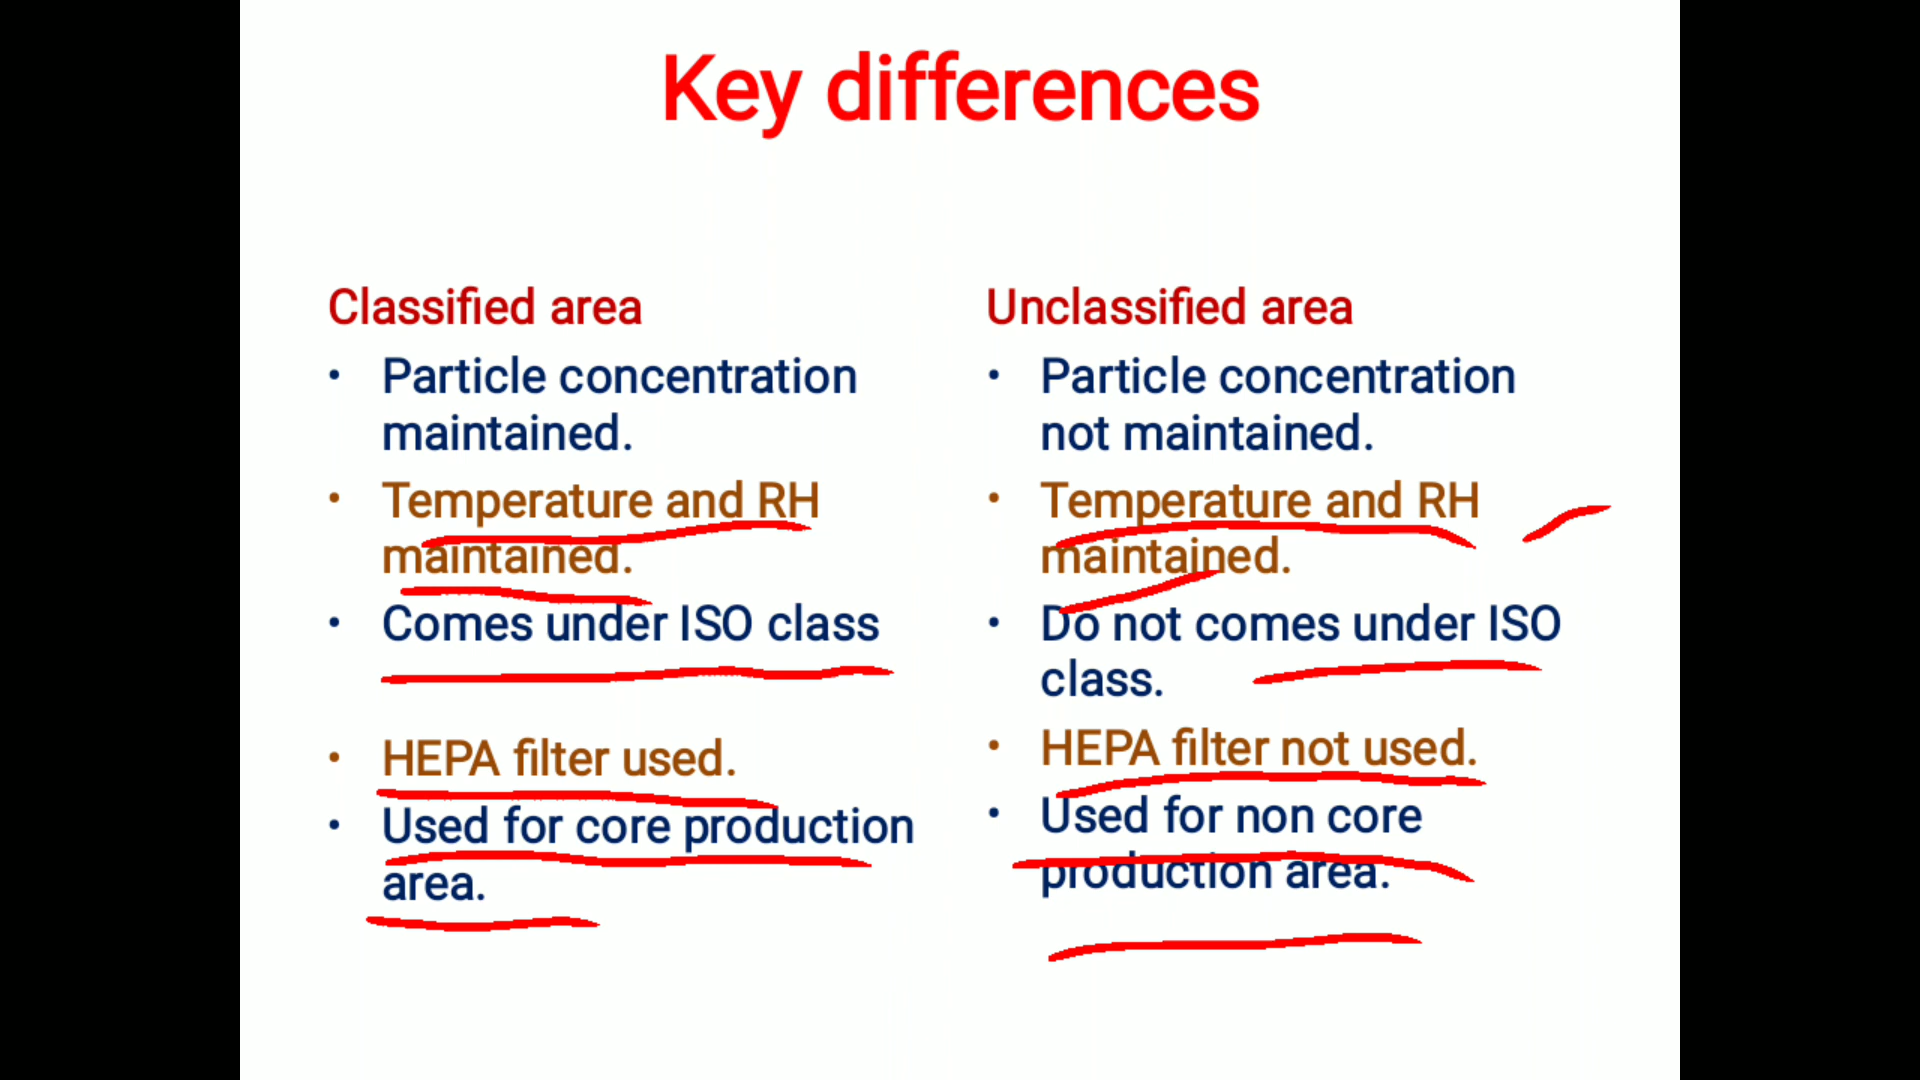 Key differences
Classified area
• Particle concentration
maintained.
• Temperature and RH
maintained.
• Comes under ISO class
• HEPA filter used.
• Used for core production
area.
Unclassified area
• Particle concentration
not maintained.
• Temperature and RH
maintained.
• Do not comes under ISO
class.
• HEPA filter not used.
• Used for non core
production area.